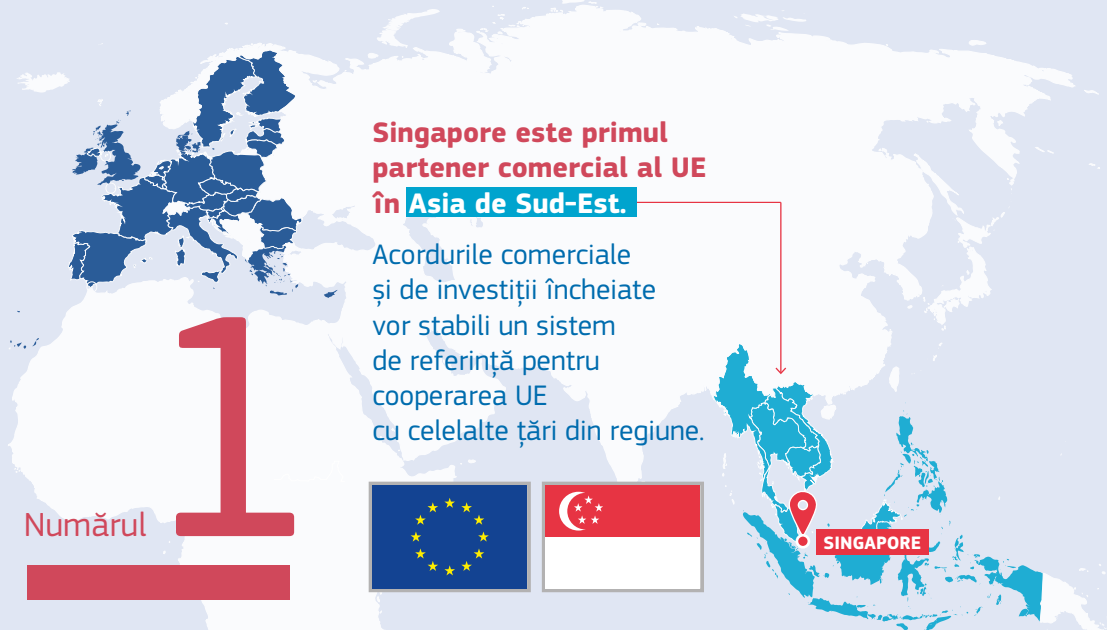 Singapore este primul
partener comercial al UE
în Asia de Sud-Est.
Acordurile comerciale
și de investiții încheiate
vor stabili un sistem
de referință pentru
cooperarea UE
cu celelalte țări din regiune.
Numărul 1
SINGAPORE